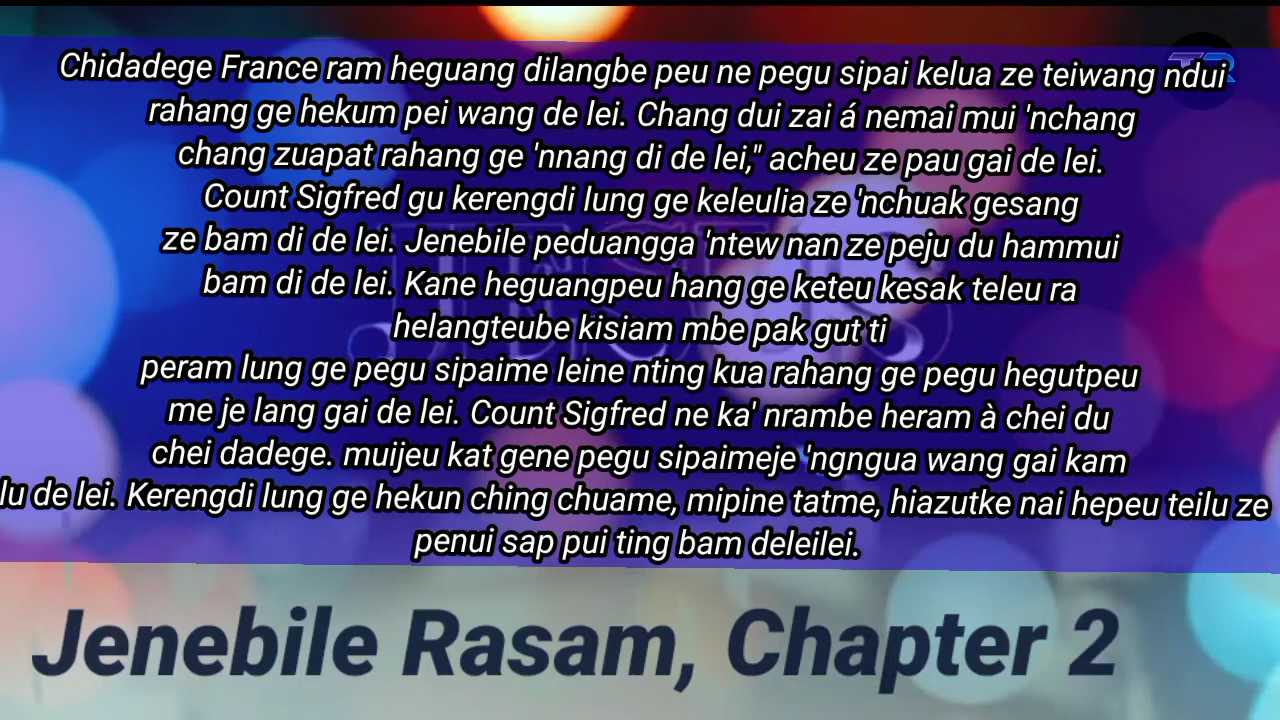 Chidadege France ram heguang dilangbe peu ne pegu sipai kelua ze teiwang ndui
rahang ge hekum pei wang de lei. Chang dui zai á nemai mui 'nchang
chang zuapat rahang ge 'nnang di de lei," acheu ze pau gai de lei.
Count Sigfred gu kerengdi lung ge keleulia ze 'nchuak gesang
ze bam di de lei. Jenebile peduangga 'ntew nan ze peju du hammui
bam di de lei. Kane heguangpeu hang ge keteu kesak teleu ra
helangteube kisiam mbe pak gut ti
peram lung ge pegu sipaime leine nting kua rahang ge pegu hegutpeu
me je lang gai de lei. Count Sigfred ne ka' nrambe heram à chei du
chei dadege. muijeu kat gene pegu sipaimeje 'ngngua wang gai kam
lu de lei. Kerengdi lung ge hekun ching chuame, mipine tatme, hiazutke nai hepeu teilu ze
penui sap pui ting bam deleilei.
Jenebile Rasam, Chapter 2